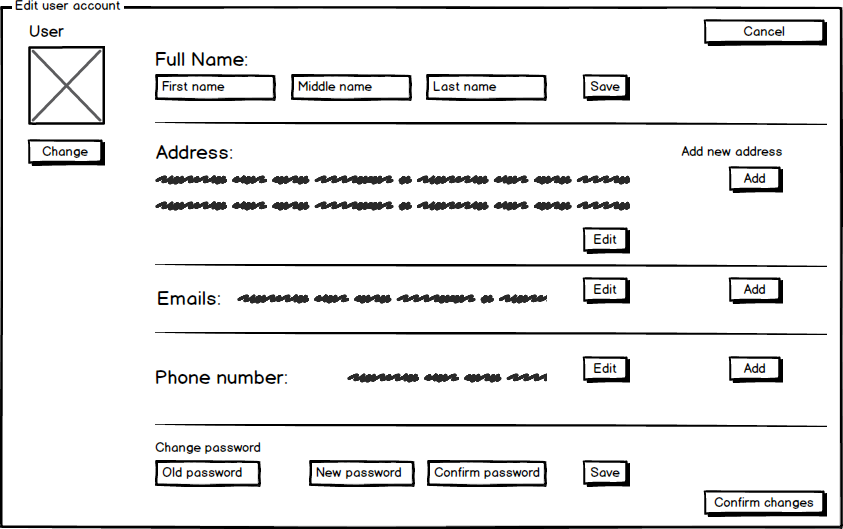 Edit user account
User
Cancel
Full Name:
First name
Middle name
Last name
Save
Change
Address:
Add new address
Add
Edit
Emails:
Edit
Add
Phone number:
Edit
Add
Change password
Old password
New password
Confirm password
Save
Confirm changes